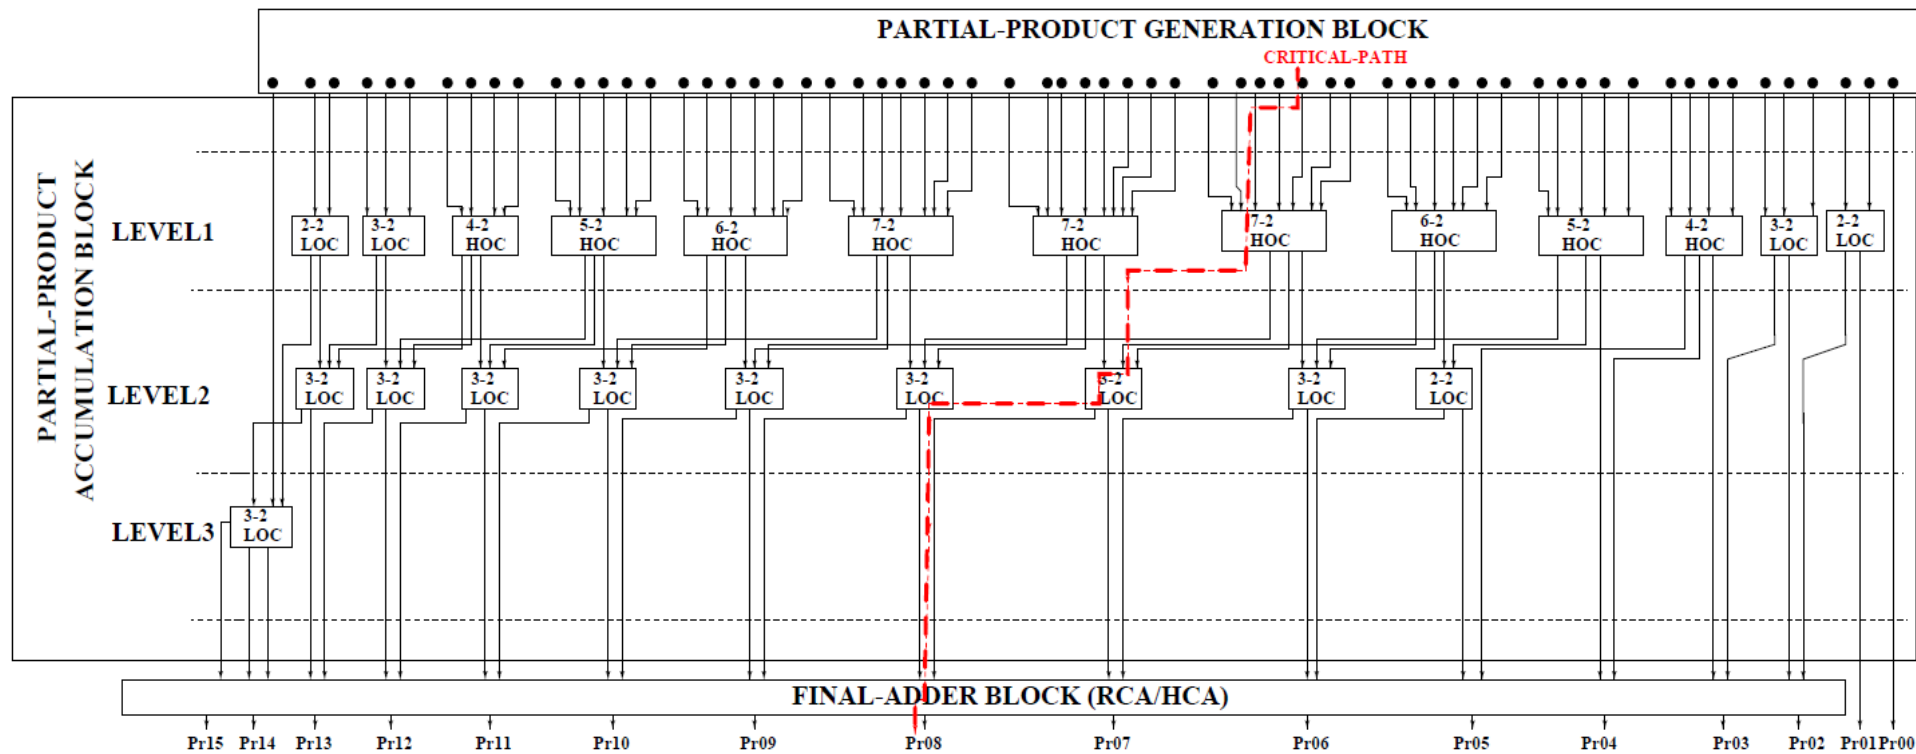 PARTIAL-PRODUCT GENERATION BLOCK
CRITICAL-PATH
PARTIAL-PRODUCT
ACCUMULATION BLOCK
LEVEL1
2-2
LOC
3-2
LOC
4-2
HOC
5-2
HOC
6-2
HOC
7-2
HOC
7-2
HOC
7-2
HOC
6-2
HOC
5-2
HOC
4-2
HOC
3-2
LOC
2-2
LOC
LEVEL2
3-2
LOC
3-2
LOC
3-2
LOC
3-2
LOC
3-2
LOC
3-2
LOC
3-2
LOC
3-2
LOC
2-2
LOC
LEVEL3
3-2
LOC
FINAL-ADDER BLOCK (RCA/HCA)
Pr15 Pr14 Pr13 Pr12 Pr11 Pr10 Pr09 Pr08 Pr07 Pr06 Pr05 Pr04 Pr03 Pr02 Pr01 Pr00